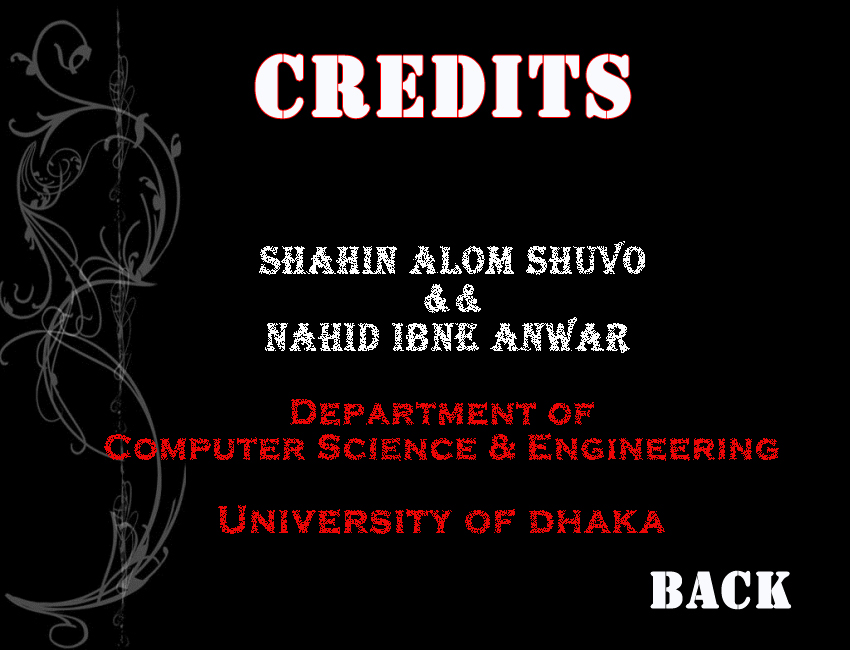 CREDITS
SHAHIN ALOM SHUVO
& &
NAHID IBNE ANWAR
DEPARTMENT OF
COMPUTER SCIENCE & ENGINEERING
UNIVERSITY OF DHAKA
BACK